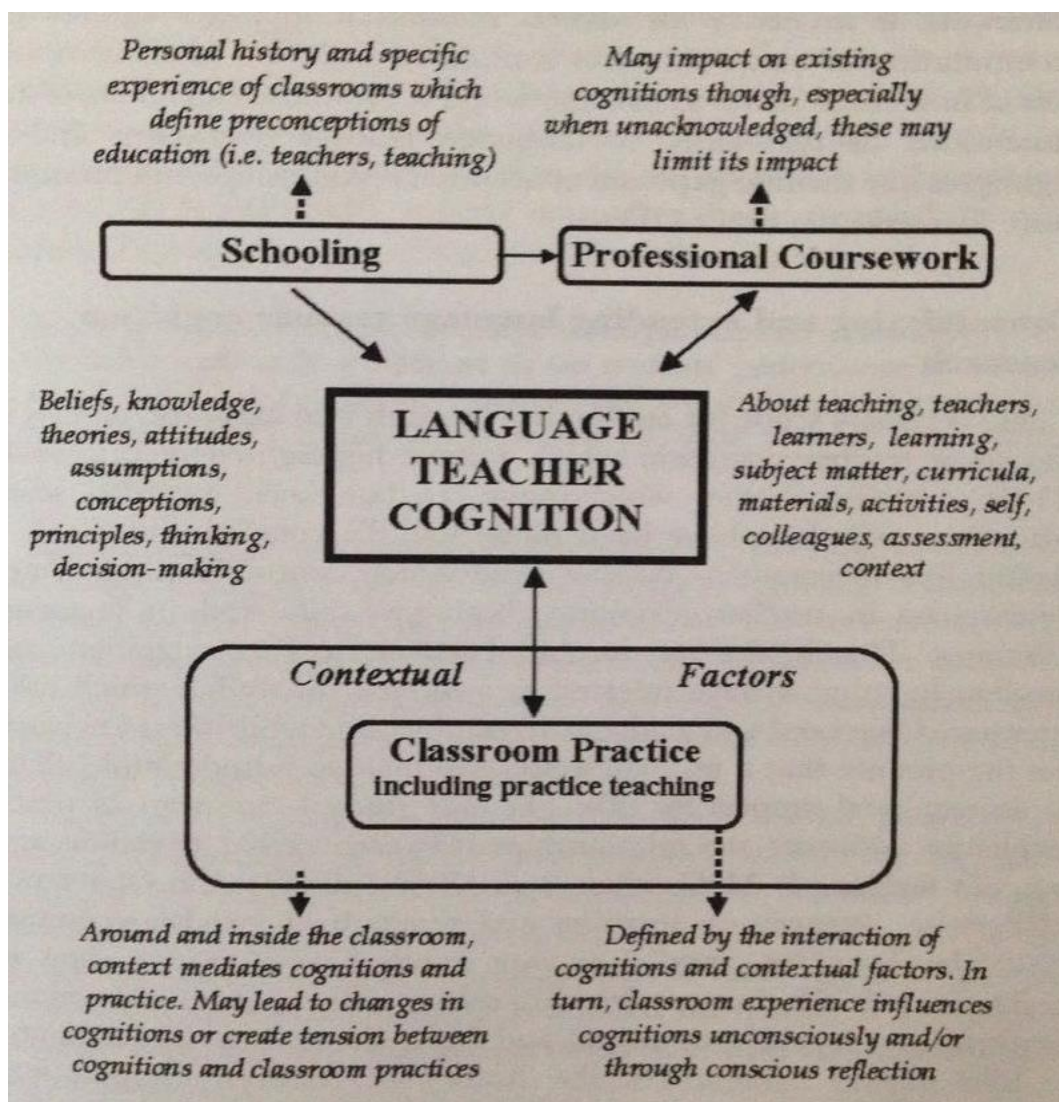 Personal history and specific
experience of classrooms which
define preconceptions of
education (i.e. teachers, teaching)
May impact on existing
cognitions though, especially
when unacknowledged, these may
limit its impact
Schooling
Professional Coursework
Beliefs, knowledge,
theories, attitudes,
assumptions,
conceptions,
principles, thinking,
decision-making
LANGUAGE
TEACHER
COGNITION
About teaching, teachers,
learners, learning,
subject matter, curricula,
materials, activities, self,
colleagues, assessment,
context
Contextual Factors
Classroom Practice
including practice teaching
Around and inside the classroom,
context mediates cognitions and
practice. May lead to changes in
cognitions or create tension between
cognitions and classroom practices
Defined by the interaction of
cognitions and contextual factors. In
turn, classroom experience influences
cognitions unconsciously and/or
through conscious reflection